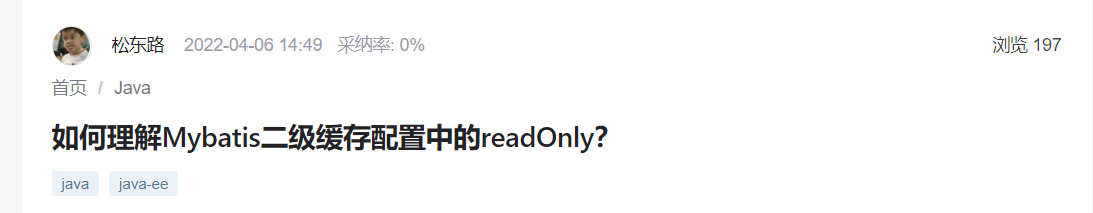 松东路 2022-04-06 14:49 采纳率: 0% 浏览 197
首页 / Java
如何理解Mybatis二级缓存配置中的readOnly?
java java-ee